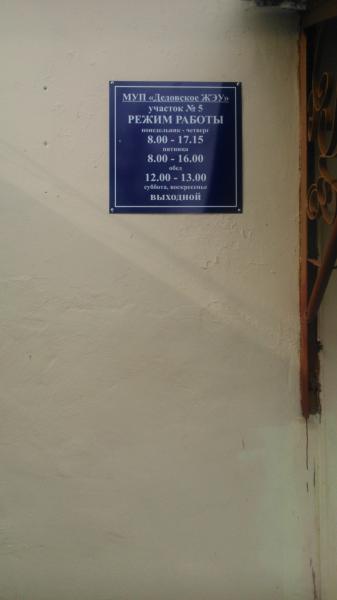 МУП «Дедовское ЖЭУ»
участок № 5
РЕЖИМ РАБОТЫ
понедельник - четверг
8.00 - 17.15
пятница
8.00 - 16.00
обед
12.00 - 13.00
суббота, воскресенье
ВЫХОДНОЙ